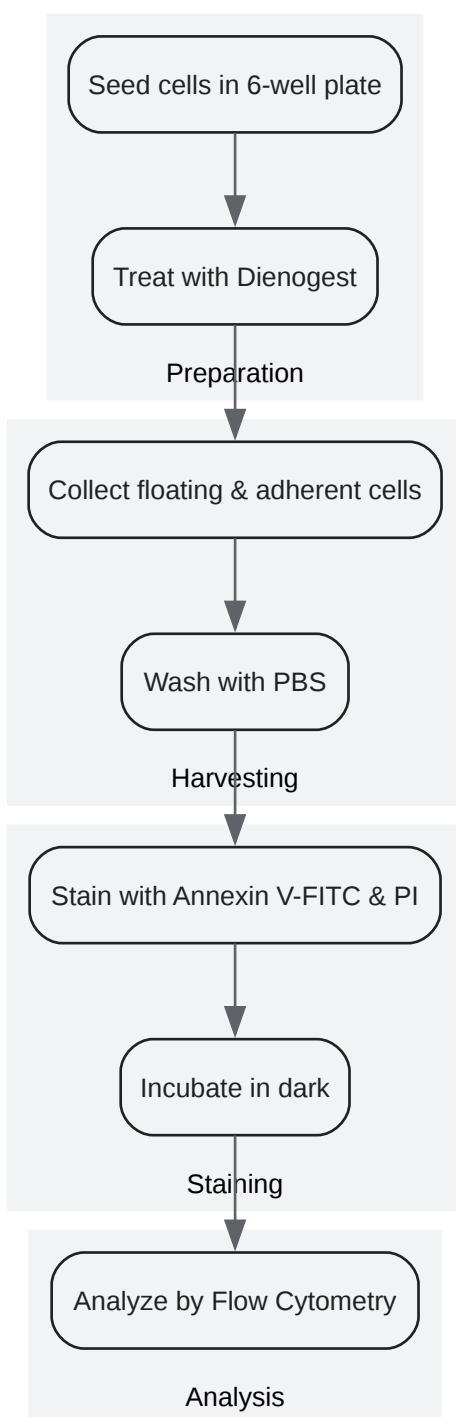 Seed cells in 6-well plate
Treat with Dienogest
Preparation
Collect floating & adherent cells
Wash with PBS
Harvesting
Stain with Annexin V-FITC & PI
Incubate in dark
Staining
Analyze by Flow Cytometry
Analysis